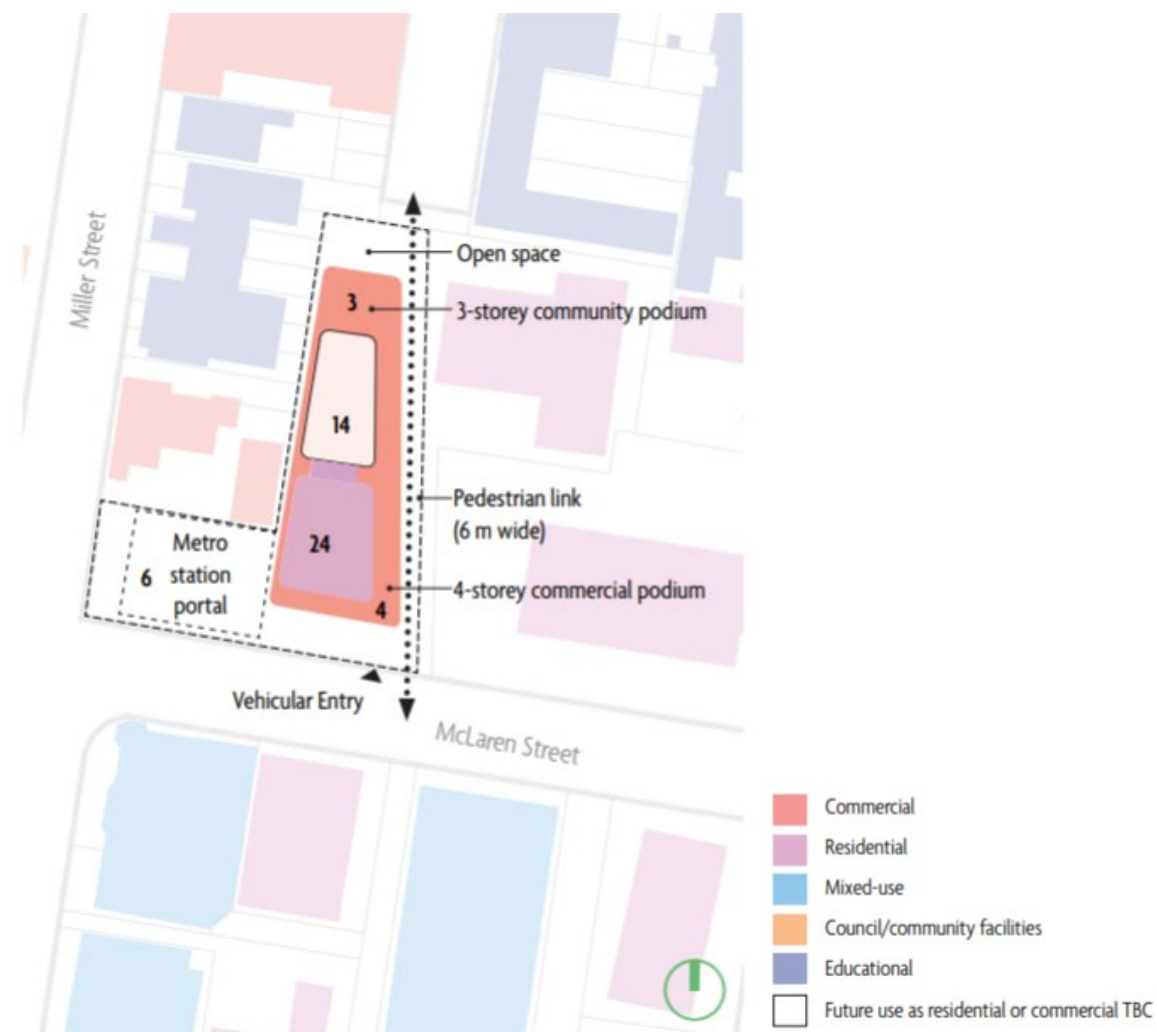 Miller Street
Open space
3
3-storey community podium
14
Pedestrian link
(6 m wide)
24
Metro
6 station
portal
4-storey commercial podium
4
Vehicular Entry
McLaren Street
Commercial
Residential
Mixed-use
Council/community facilities
Educational
Future use as residential or commercial TBC